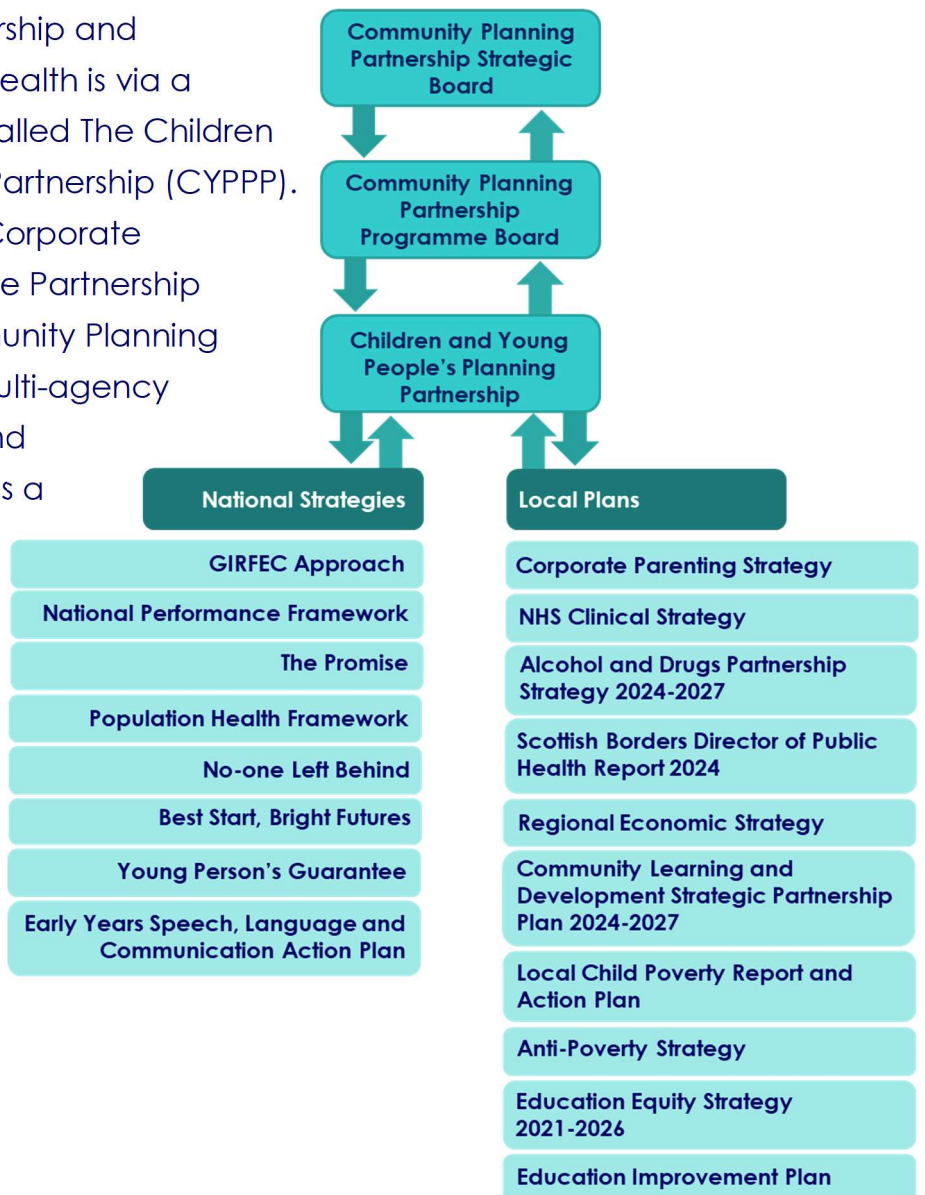 rship and
ealth is via a
alled The Children
Partnership (CYPPP).
Corporate
e Partnership
unity Planning
ulti-agency
nd
s a
Community Planning
Partnership Strategic
Board
Community Planning
Partnership
Programme Board
Children and Young
People's Planning
Partnership
National Strategies
GIRFEC Approach
National Performance Framework
The Promise
Population Health Framework
No-one Left Behind
Best Start, Bright Futures
Young Person's Guarantee
Early Years Speech, Language and
Communication Action Plan
Local Plans
Corporate Parenting Strategy
NHS Clinical Strategy
Alcohol and Drugs Partnership
Strategy 2024-2027
Scottish Borders Director of Public
Health Report 2024
Regional Economic Strategy
Community Learning and
Development Strategic Partnership
Plan 2024-2027
Local Child Poverty Report and
Action Plan
Anti-Poverty Strategy
Education Equity Strategy
2021-2026
Education Improvement Plan